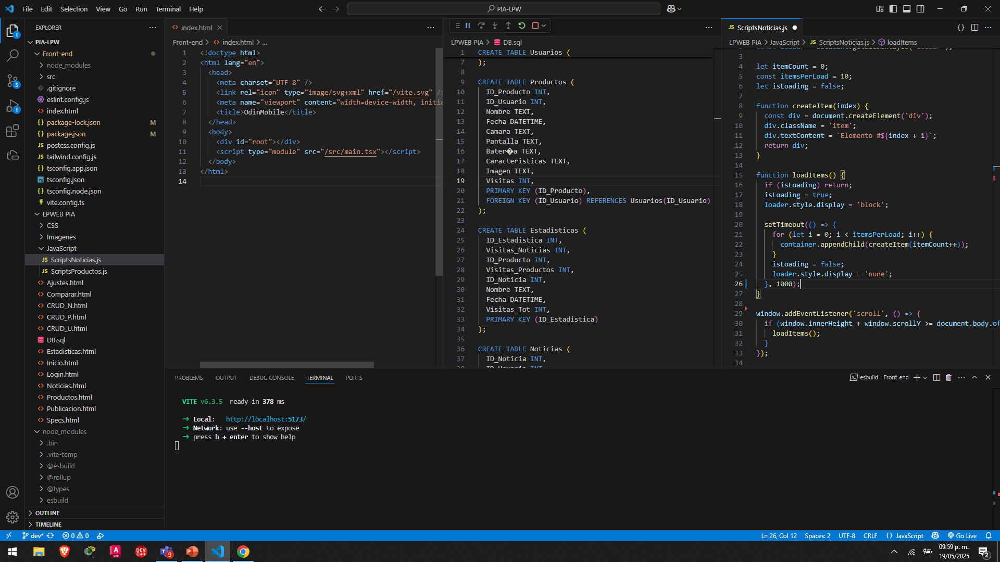 File Edit Selection View Go Run Terminal Help
PIA-LPW
EXPLORER
PIA-LPW
Front-end
node_modules
src
.gitignore
eslint.config.js
index.html
package-lock.json M
package.json M
postcss.config.js
tailwind.config.js
tsconfig.app.json
tsconfig.json
tsconfig.node.json
vite.config.ts
LPWEB PIA
CSS
Imagenes
JavaScript
ScriptsNoticias.js
ScriptsProductos.js
Ajustes.html
Comparar.html
CRUD_N.html
CRUD_P.html
CRUD_U.html
DB.sql
Estadisticas.html
Inicio.html
Login.html
Noticias.html
Productos.html
Publicacion.html
Specs.html
node_modules
.bin
.vite-temp
@esbuild
@rollup
@types
esbuild
OUTLINE
TIMELINE
index.html
Front-end > index.html > ...
1 <!doctype html>
2 <html lang="en">
3 <head>
4 <meta charset="UTF-8" />
5 <link rel="icon" type="image/svg+xml" href="/vite.svg" />
6 <meta name="viewport" content="width=device-width, initia
7 <title>OdinMobile</title>
8 </head>
9 <body>
10 <div id="root"></div>
11 <script type="module" src="/src/main.tsx"></script>
12 </body>
13 </html>
14
LPWEB PIA > DB.sql
1 CREATE TABLE Usuarios (
7 );
8
9 CREATE TABLE Productos (
10 ID_Producto INT,
11 ID_Usuario INT,
12 Nombre TEXT,
13 Fecha DATETIME,
14 Camara TEXT,
15 Pantalla TEXT,
16 Bater�a TEXT,
17 Caracteristicas TEXT,
18 Imagen TEXT,
19 Visitas INT,
20 PRIMARY KEY (ID_Producto),
21 FOREIGN KEY (ID_Usuario) REFERENCES Usuarios(ID_Usuario)
22 );
23
24 CREATE TABLE Estadisticas (
25 ID_Estadistica INT,
26 Visitas_Noticias INT,
27 ID_Producto INT,
28 Visitas_Productos INT,
29 ID_Noticia INT,
30 Nombre TEXT,
31 Fecha DATETIME,
32 Visitas_Tot INT,
33 PRIMARY KEY (ID_Estadistica)
34 );
35
36 CREATE TABLE Noticias (
37 ID_Noticia INT,
ScriptsNoticias.js
LPWEB PIA > JavaScript > ScriptsNoticias.js > loadItems
3
4 let itemCount = 0;
5 const itemsPerLoad = 10;
6 let isLoading = false;
7
8 function createItem(index) {
9 const div = document.createElement('div');
10 div.className = 'item';
11 div.textContent = `Elemento #${index + 1}`;
12 return div;
13 }
14
15 function loadItems() {
16 if (isLoading) return;
17 isLoading = true;
18 loader.style.display = 'block';
19
20 setTimeout(() => {
21 for (let i = 0; i < itemsPerLoad; i++) {
22 container.appendChild(createItem(itemCount++));
23 }
24 isLoading = false;
25 loader.style.display = 'none';
26 }, 1000);
27 }
28
29 window.addEventListener('scroll', () => {
30 if (window.innerHeight + window.scrollY >= document.body.of
31 loadItems();
32 }
33 });
34
PROBLEMS OUTPUT DEBUG CONSOLE TERMINAL PORTS
esbuild - Front-end
VITE v6.3.5 ready in 378 ms
➜ Local: http://localhost:5173/
➜ Network: use --host to expose
➜ press h + enter to show help
dev* 0 0
Ln 26, Col 12 Spaces: 2 UTF-8 CRLF {} JavaScript Go Live
09:59 p. m.
19/05/2025